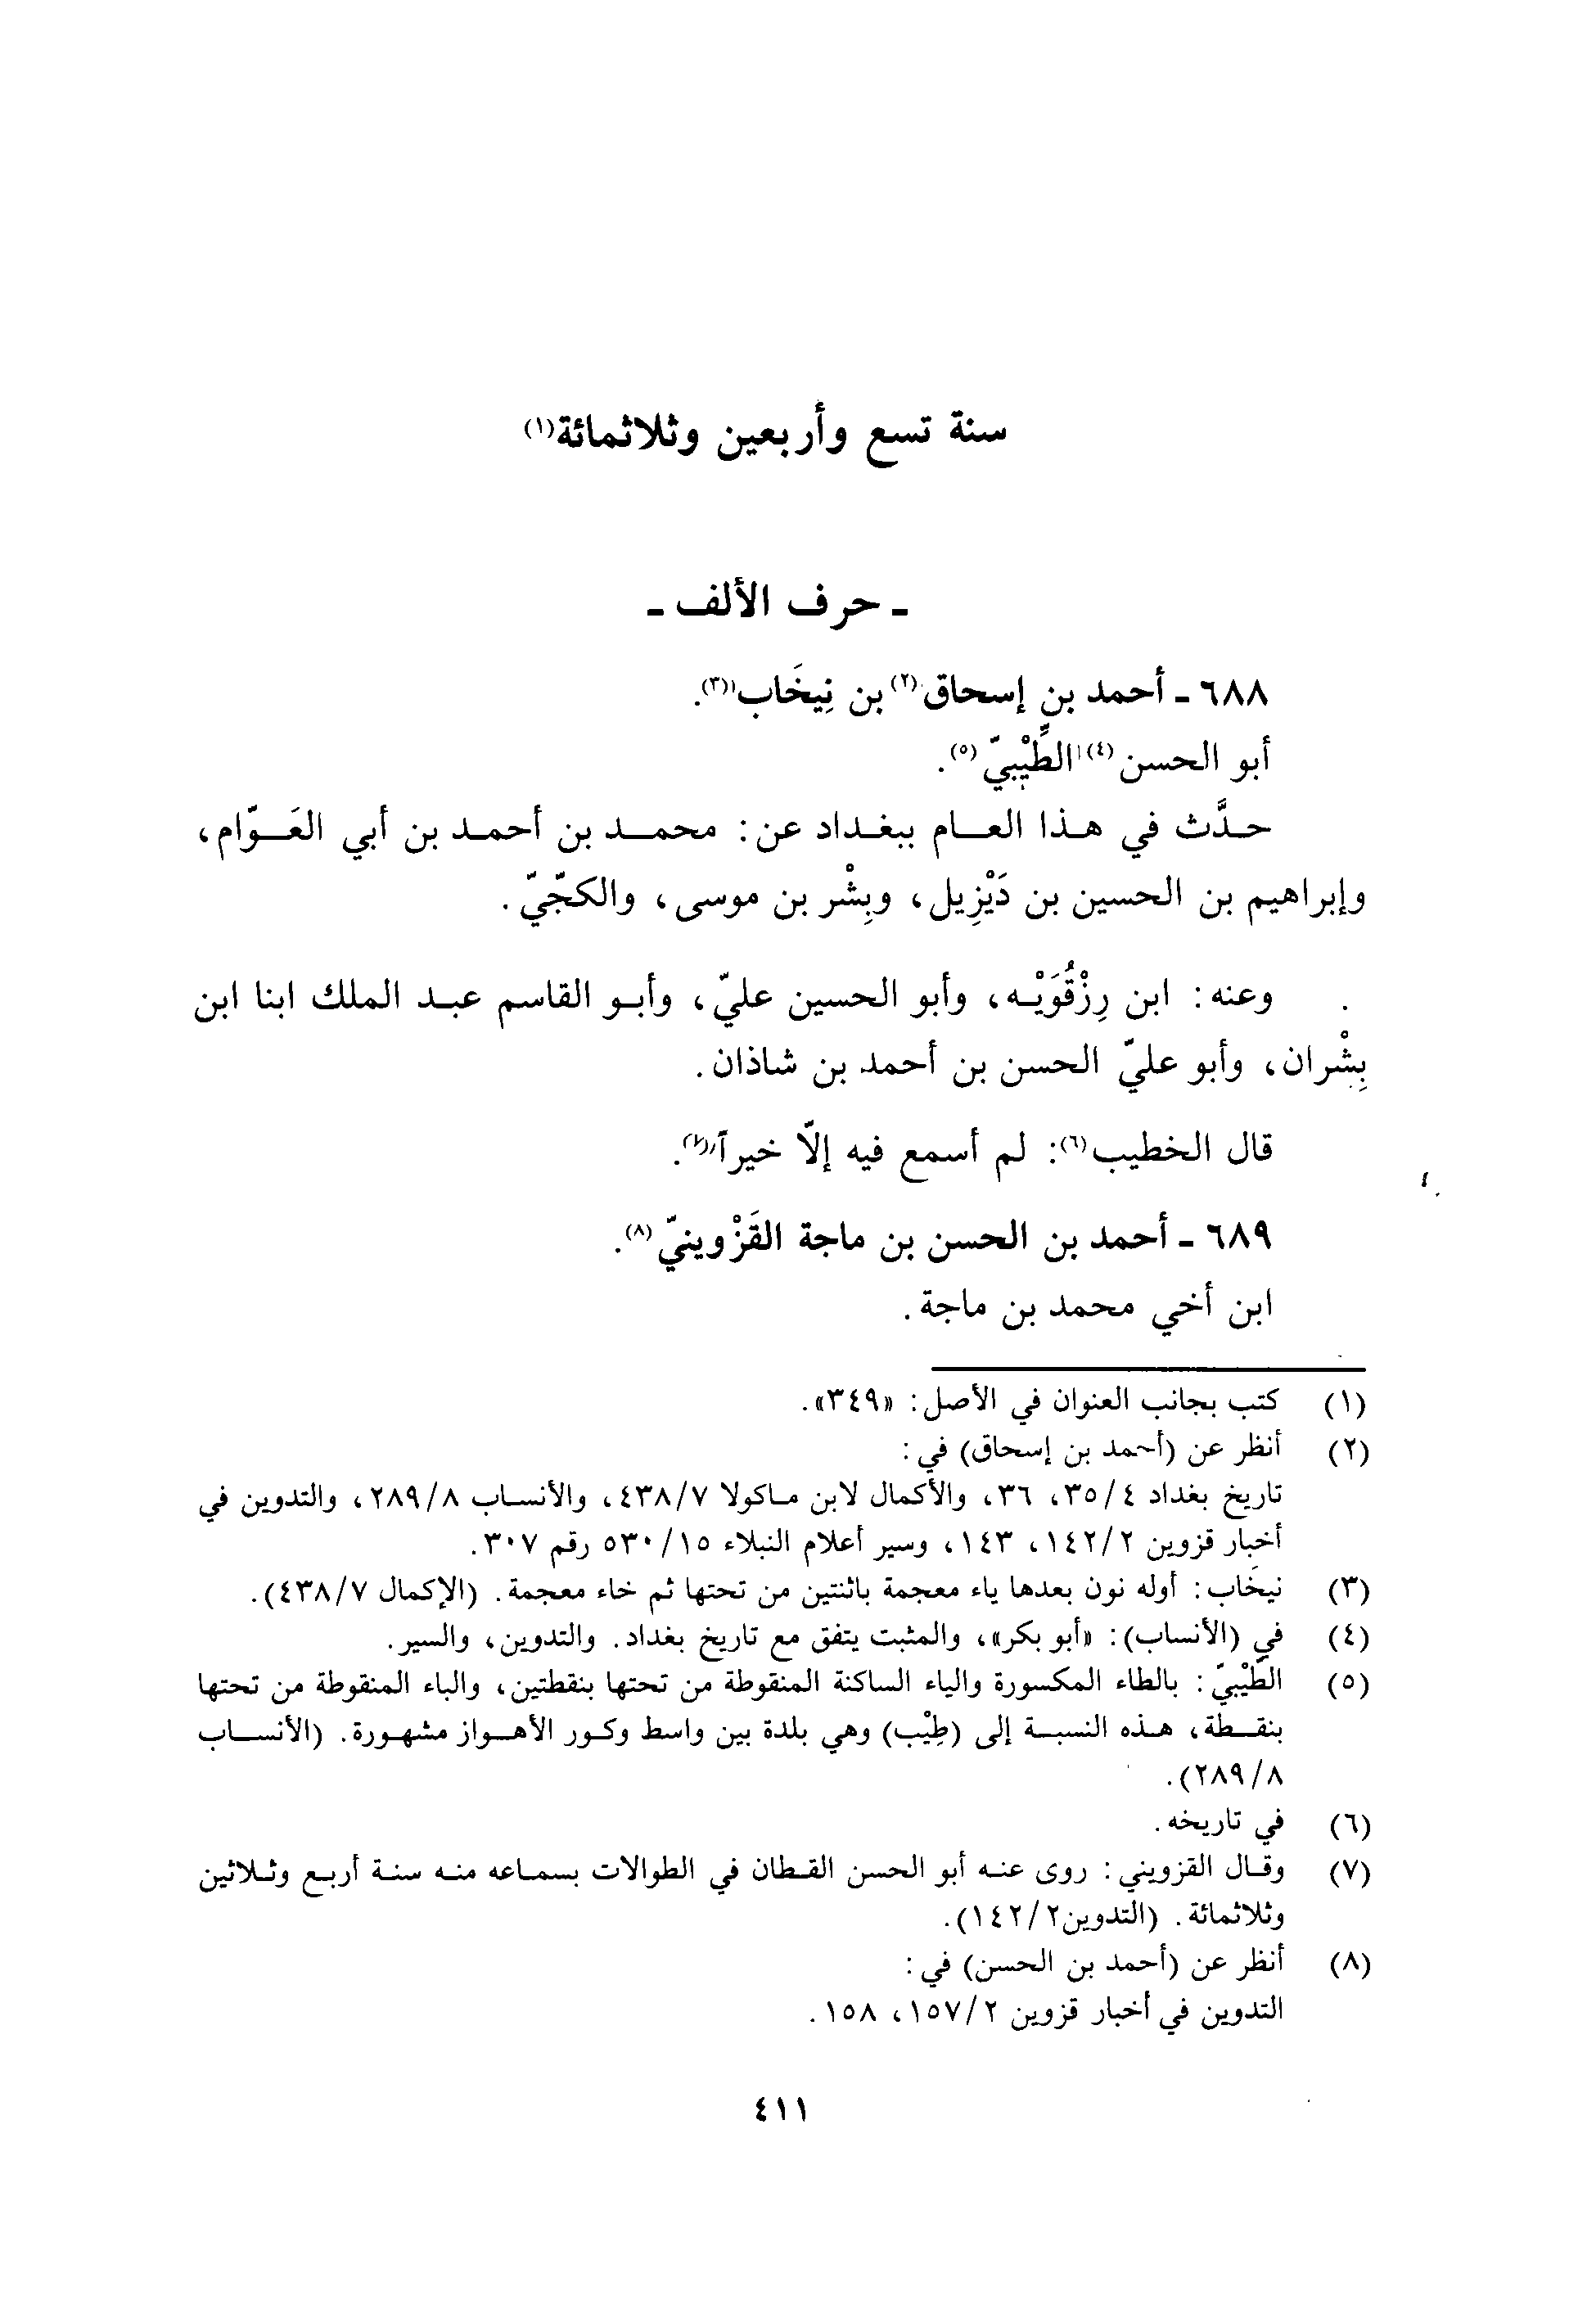 سنة تسع وأربعين وثلاثمائة(١)
ـ حرف الألف ـ
٦٨٨ ـ أحمد بن إسحاق(٢) بن نِيخَاب(٣).
أبو الحسن(٤) الطِّيْبيّ(٥).
حدَّث في هذا العام ببغداد عن: محمد بن أحمد بن أبي العَوّام،
وإبراهيم بن الحسين بن دَيْزِيل، وبِشْر بن موسى، والكجّيّ.
وعنه: ابن رِزْقُوَيْه، وأبو الحسين عليّ، وأبو القاسم عبد الملك ابنا ابن
بِشْران، وأبو عليّ الحسن بن أحمد بن شاذان.
قال الخطيب(٦): لم أسمع فيه إلّا خيراً(٧).
٦٨٩ ـ أحمد بن الحسن بن ماجة القَزْوينيّ(٨).
ابن أخي محمد بن ماجة.
(١) كتب بجانب العنوان في الأصل: «٣٤٩».
(٢) أنظر عن (أحمد بن إسحاق) في:
تاريخ بغداد ٤/٣٥، ٣٦، والأكمال لابن ماكولا ٧/٤٣٨، والأنساب ٨/٢٨٩، والتدوين في
أخبار قزوين ٢/١٤٢، ١٤٣، وسير أعلام النبلاء ١٥/٥٣٠ رقم ٣٠٧.
(٣) نيخَاب: أوله نون بعدها ياء معجمة باثنتين من تحتها ثم خاء معجمة. (الإكمال ٧/٤٣٨).
(٤) في (الأنساب): «أبو بكر»، والمثبت يتفق مع تاريخ بغداد. والتدوين، والسير.
(٥) الطِّيْبيّ: بالطاء المكسورة والياء الساكنة المنقوطة من تحتها بنقطتين، والباء المنقوطة من تحتها
بنقطة، هذه النسبة إلى (طِيْب) وهي بلدة بين واسط وكور الأهواز مشهورة. (الأنساب
٨/٢٨٩).
(٦) في تاريخه.
(٧) وقال القزويني: روى عنه أبو الحسن القطان في الطوالات بسماعه منه سنة أربع وثلاثين
وثلاثمائة. (التدوين٢/١٤٢).
(٨) أنظر عن (أحمد بن الحسن) في:
التدوين في أخبار قزوين ٢/١٥٧، ١٥٨.
٤١١